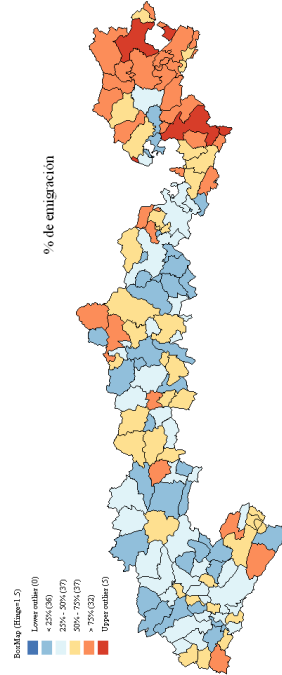 % de emigración
BoxMap (Hinge=1.5)
Lower outlier (0)
< 25% (36)
25% - 50% (37)
50% - 75% (37)
> 75% (32)
Upper outlier (5)